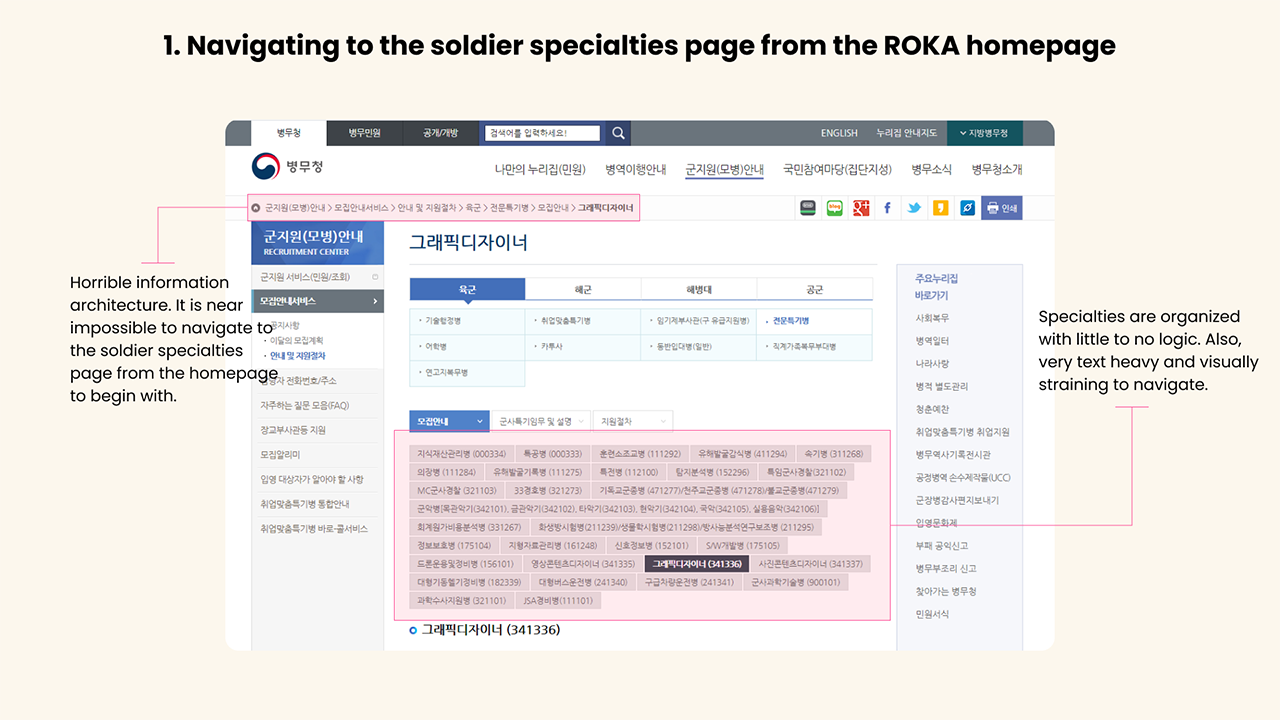 1. Navigating to the soldier specialties page from the ROKA homepage
병무청
병무민원
공개/개방
검색어를 입력하세요!
ENGLISH
누리집 안내지도
지방병무청
병무청
나만의 누리집(민원)
병역이행안내
군지원(모병)안내
국민참여마당(집단지성)
병무소식
병무청소개
군지원(모병)안내 > 모집안내서비스 > 안내 및 지원절차 > 육군 > 전문특기병 > 모집안내 > 그래픽디자이너
blog
인쇄
Horrible information
architecture. It is near
impossible to navigate to
the soldier specialties
page from the homepage
to begin with.
군지원(모병)안내
RECRUITMENT CENTER
군지원 서비스(민원/조회)
모집안내서비스
공지사항
이달의 모집계획
안내 및 지원절차
자주하는 질문 모음(FAQ)
장교부사관등 지원
모집알리미
입영 대상자가 알아야 할 사항
취업맞춤특기병 통합안내
취업맞춤특기병 바로-콜서비스
그래픽디자이너
육군
해군
해병대
공군
기술행정병
취업맞춤특기병
임기제부사관(구 유급지원병)
전문특기병
어학병
카투사
동반입대병(일반)
직계가족복무부대병
연고지복무병
모집안내
군사특기임무 및 설명
지원절차
지식재산관리병 (000334)
특공병 (000333)
훈련소조교병 (111292)
유해발굴감식병 (411294)
속기병 (311268)
의장병 (111284)
유해발굴기록병 (111275)
특전병 (112100)
탐지분석병 (152296)
특임군사경찰(321102)
MC군사경찰 (321103)
33경호병 (321273)
기독교군종병 (471277)/천주교군종병 (471278)/불교군종병(471279)
군악병[목관악기(342101), 금관악기(342102), 타악기(342103), 현악기(342104), 국악(342105), 실용음악(342106)]
회계원가비용분석병 (331267)
화생방시험병(211239)/생물학시험병(211298)/방사능분석연구보조병 (211295)
정보보호병 (175104)
지형자료관리병 (161248)
신호정보병 (152101)
S/W개발병 (175105)
드론운용및정비병 (156101)
영상콘텐츠디자이너 (341335)
그래픽디자이너 (341336)
사진콘텐츠디자이너 (341337)
대형기동헬기정비병 (182339)
대형버스운전병 (241340)
구급차량운전병 (241341)
군사과학기술병 (900101)
과학수사지원병 (321101)
JSA경비병(111101)
그래픽디자이너 (341336)
주요누리집
바로가기
사회복무
병역일터
나라사랑
병적 별도관리
청춘예찬
취업맞춤특기병 취업지원
병무역사기록전시관
공정병역 손수제작물(UCC)
군장병감사편지보내기
입영문화제
부패 공익신고
병무부조리 신고
찾아가는 병무청
민원서식
Specialties are organized
with little to no logic. Also,
very text heavy and visually
straining to navigate.